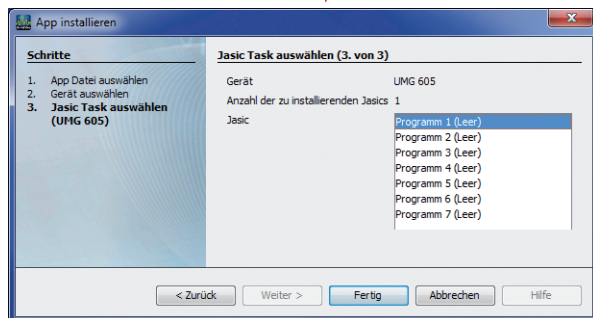 App installieren
Schritte
1. App Datei auswählen
2. Gerät auswählen
3. Jasic Task auswählen
(UMG 605)
Jasic Task auswählen (3. von 3)
Gerät UMG 605
Anzahl der zu installierenden Jasics 1
Jasic
Programm 1 (Leer)
Programm 2 (Leer)
Programm 3 (Leer)
Programm 4 (Leer)
Programm 5 (Leer)
Programm 6 (Leer)
Programm 7 (Leer)
< Zurück Weiter > Fertig Abbrechen Hilfe